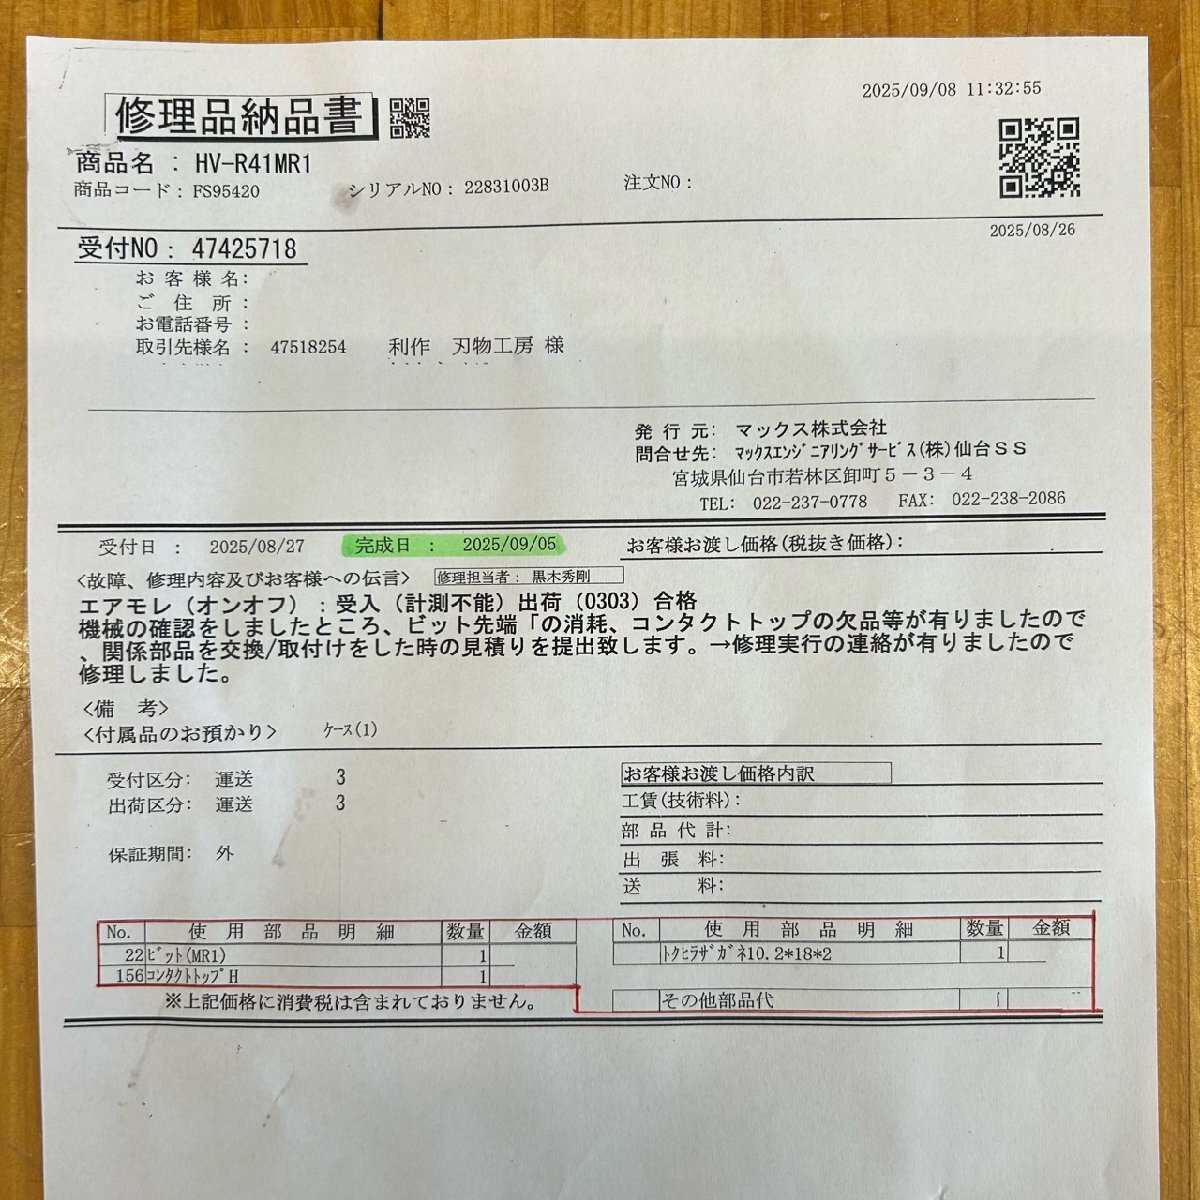 2025/09/08 11:32:55
修理品納品書
商品名 : HV-R41MR1
商品コード : FS95420 シリアルNO : 22831003B 注文NO :
2025/08/26
受付NO : 47425718
お客様名:
ご住所 :
お電話番号 :
取引先様名 : 47518254 利作 刃物工房 様
発行元: マックス株式会社
問合せ先: ﾏｯｸｽｴﾝｼﾞﾆｱﾘﾝｸﾞｻｰﾋﾞｽ(株)仙台ＳＳ
宮城県仙台市若林区卸町５－３－４
TEL: 022-237-0778 FAX: 022-238-2086
受付日 : 2025/08/27 完成日 : 2025/09/05 お客様お渡し価格(税抜き価格):
<故障、修理内容及びお客様への伝言> 修理担当者: 黒木秀剛
エアモレ（オンオフ）:受入（計測不能）出荷（0303）合格
機械の確認をしましたところ、ビット先端「の消耗、コンタクトトップの欠品等が有りましたので
、関係部品を交換/取付けをした時の見積りを提出致します。→修理実行の連絡が有りましたので
修理しました。
<備 考>
<付属品のお預かり> ｹｰｽ(1)
受付区分: 運送 3
出荷区分: 運送 3
保証期間: 外
お客様お渡し価格内訳
工賃(技術料):
部品代計:
出張料:
送料:
No. 使用部品明細 数量 金額
22 ﾋﾞｯﾄ(MR1) 1
156 ｺﾝﾀｸﾄﾄｯﾌﾟH 1
※上記価格に消費税は含まれておりません。
No. 使用部品明細 数量 金額
ﾄｸﾋﾗｻﾞｶﾞﾈ10.2*18*2 1
その他部品代